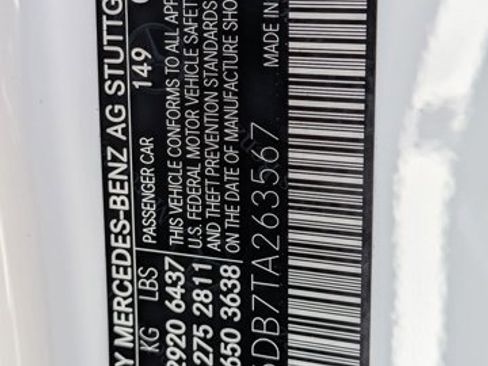 Y MERCEDES-BENZ AG STUTTG
149
KG LBS PASSENGER CAR
2920 6437 THIS VEHICLE CONFORMS TO ALL APP
275 2811 U.S. FEDERAL MOTOR VEHICLE SAFET
650 3638 AND THEFT PREVENTION STANDARDS
ON THE DATE OF MANUFACTURE SHO
DB7TA263567 MADE IN